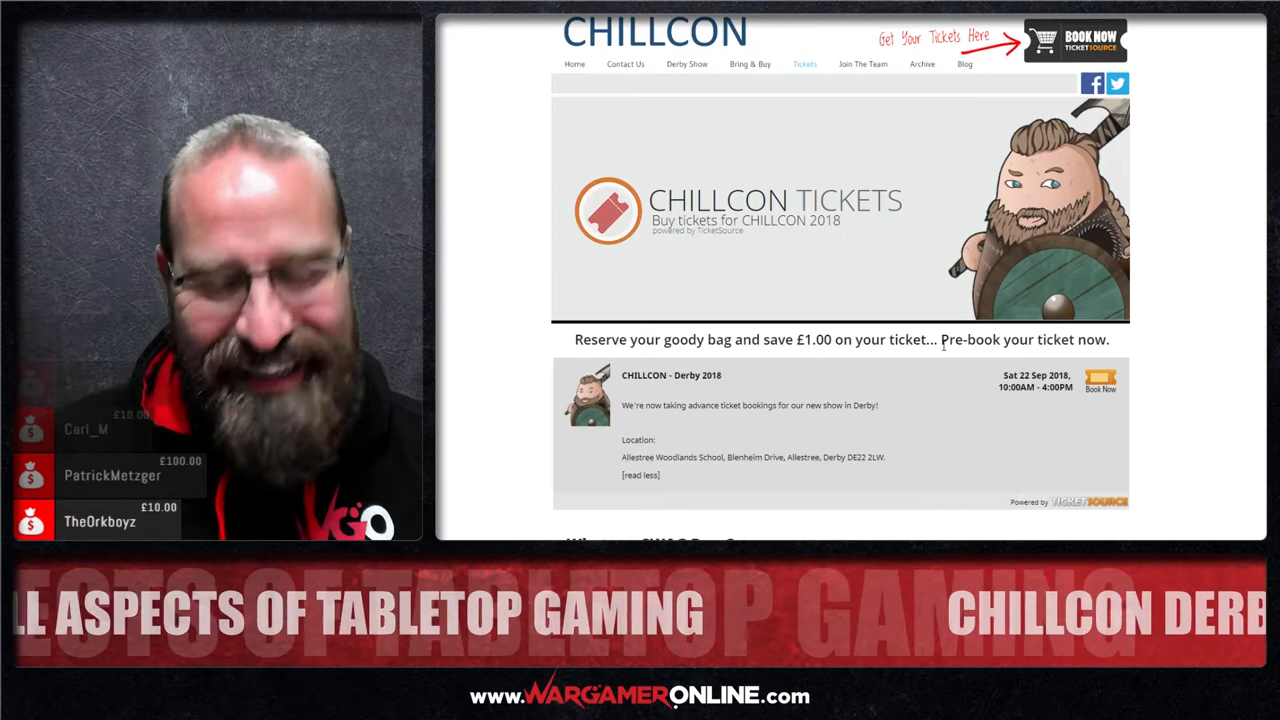 CHILLCON
Get Your Tickets Here
BOOK NOW
TICKETSOURCE
Home Contact Us Derby Show Bring & Buy Tickets Join The Team Archive Blog
CHILLCON TICKETS
Buy tickets for CHILLCON 2018
powered by TicketSource
Reserve your goody bag and save £1.00 on your ticket... Pre-book your ticket now.
CHILLCON - Derby 2018
Sat 22 Sep 2018,
10:00AM - 4:00PM
Book Now
We're now taking advance ticket bookings for our new show in Derby!
Location:
Allestree Woodlands School, Blenheim Drive, Allestree, Derby DE22 2LW.
[read less]
Powered by TICKETSOURCE
£10.00
Carl_M
£100.00
PatrickMetzger
£10.00
TheOrkboyz
WGO
LL ASPECTS OF TABLETOP GAMING
CHILLCON DERB
www.WARGAMERONLINE.com